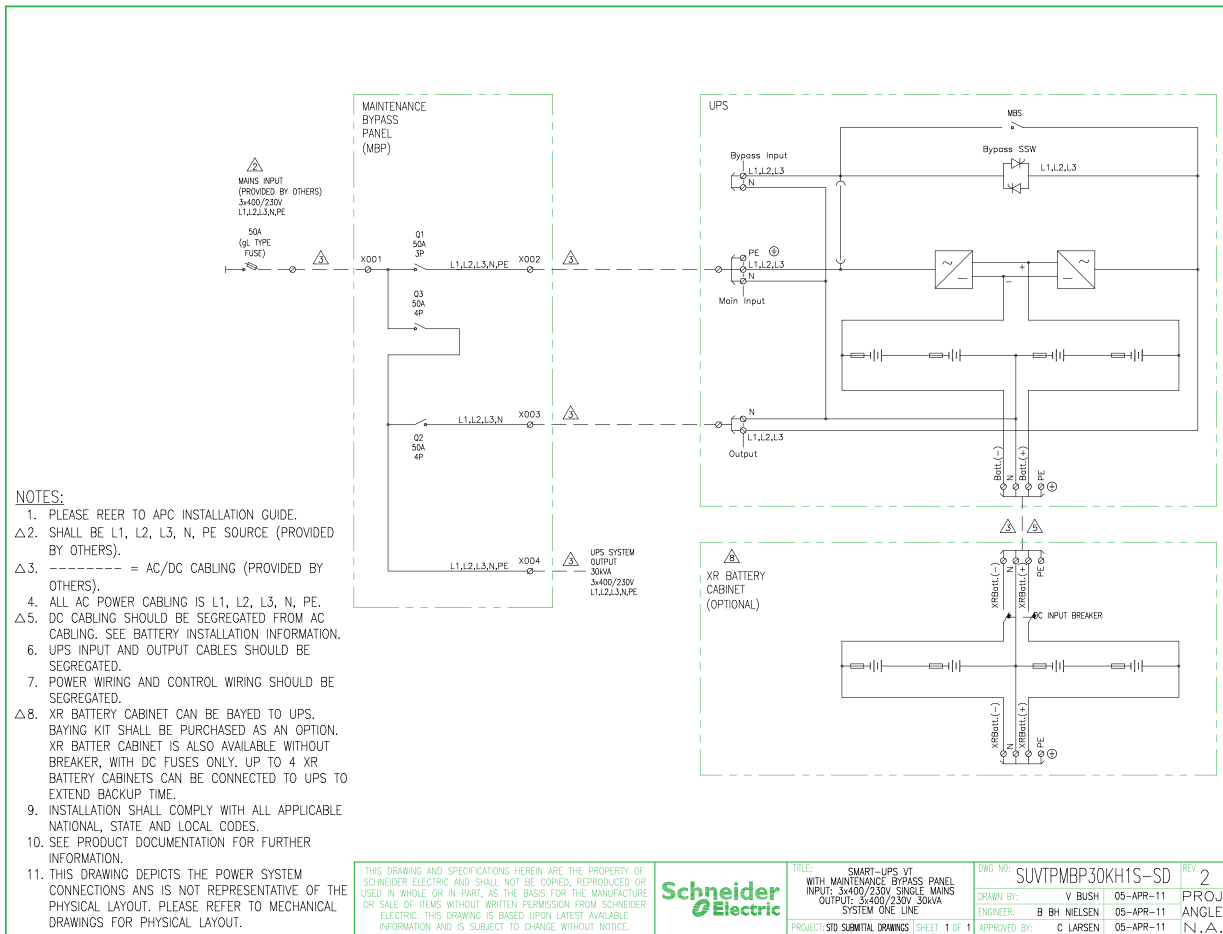 MAINTENANCE
BYPASS
PANEL
(MBP)
2
MAINS INPUT
(PROVIDED BY OTHERS)
3x400/230V
L1,L2,L3,N,PE
50A
(gL TYPE
FUSE)
3
X001
Q1
50A
3P
L1,L2,L3,N,PE
X002
3
Q3
50A
4P
L1,L2,L3,N
X003
3
Q2
50A
4P
L1,L2,L3,N,PE
X004
3
UPS SYSTEM
OUTPUT
30kVA
3x400/230V
L1,L2,L3,N,PE
UPS
MBS
Bypass SSW
L1,L2,L3
Bypass Input
L1,L2,L3
N
PE
L1,L2,L3
N
Main Input
~
+
-
~
N
L1,L2,L3
Output
Batt.(-)
N
Batt.(+)
PE
3
5
8
XR BATTERY
CABINET
(OPTIONAL)
XRBatt.(-)
N
XRBatt.(+)
PE
DC INPUT BREAKER
XRBatt.(-)
N
XRBatt.(+)
PE
NOTES:
1. PLEASE REER TO APC INSTALLATION GUIDE.
△2. SHALL BE L1, L2, L3, N, PE SOURCE (PROVIDED
BY OTHERS).
△3. -------- = AC/DC CABLING (PROVIDED BY
OTHERS).
4. ALL AC POWER CABLING IS L1, L2, L3, N, PE.
△5. DC CABLING SHOULD BE SEGREGATED FROM AC
CABLING. SEE BATTERY INSTALLATION INFORMATION.
6. UPS INPUT AND OUTPUT CABLES SHOULD BE
SEGREGATED.
7. POWER WIRING AND CONTROL WIRING SHOULD BE
SEGREGATED.
△8. XR BATTERY CABINET CAN BE BAYED TO UPS.
BAYING KIT SHALL BE PURCHASED AS AN OPTION.
XR BATTER CABINET IS ALSO AVAILABLE WITHOUT
BREAKER, WITH DC FUSES ONLY. UP TO 4 XR
BATTERY CABINETS CAN BE CONNECTED TO UPS TO
EXTEND BACKUP TIME.
9. INSTALLATION SHALL COMPLY WITH ALL APPLICABLE
NATIONAL, STATE AND LOCAL CODES.
10. SEE PRODUCT DOCUMENTATION FOR FURTHER
INFORMATION.
11. THIS DRAWING DEPICTS THE POWER SYSTEM
CONNECTIONS ANS IS NOT REPRESENTATIVE OF THE
PHYSICAL LAYOUT. PLEASE REFER TO MECHANICAL
DRAWINGS FOR PHYSICAL LAYOUT.
THIS DRAWING AND SPECIFICATIONS HEREIN ARE THE PROPERTY OF
SCHNEIDER ELECTRIC AND SHALL NOT BE COPIED, REPRODUCED OR
USED IN WHOLE OR IN PART, AS THE BASIS FOR THE MANUFACTURE
OR SALE OF ITEMS WITHOUT WRITTEN PERMISSION FROM SCHNEIDER
ELECTRIC. THIS DRAWING IS BASED UPON LATEST AVAILABLE
INFORMATION AND IS SUBJECT TO CHANGE WITHOUT NOTICE.
Schneider
Electric
TITLE:
SMART-UPS VT
WITH MAINTENANCE BYPASS PANEL
INPUT: 3x400/230V SINGLE MAINS
OUTPUT: 3x400/230V 30kVA
SYSTEM ONE LINE
PROJECT: STD SUBMITTAL DRAWINGS
SHEET 1 OF 1
DWG NO: SUVTPMBP30KH1S-SD
REV. 2
DRAWN BY: V BUSH 05-APR-11
ENGINEER: B BH NIELSEN 05-APR-11
APPROVED BY: C LARSEN 05-APR-11
PROJ
ANGLE
N.A.